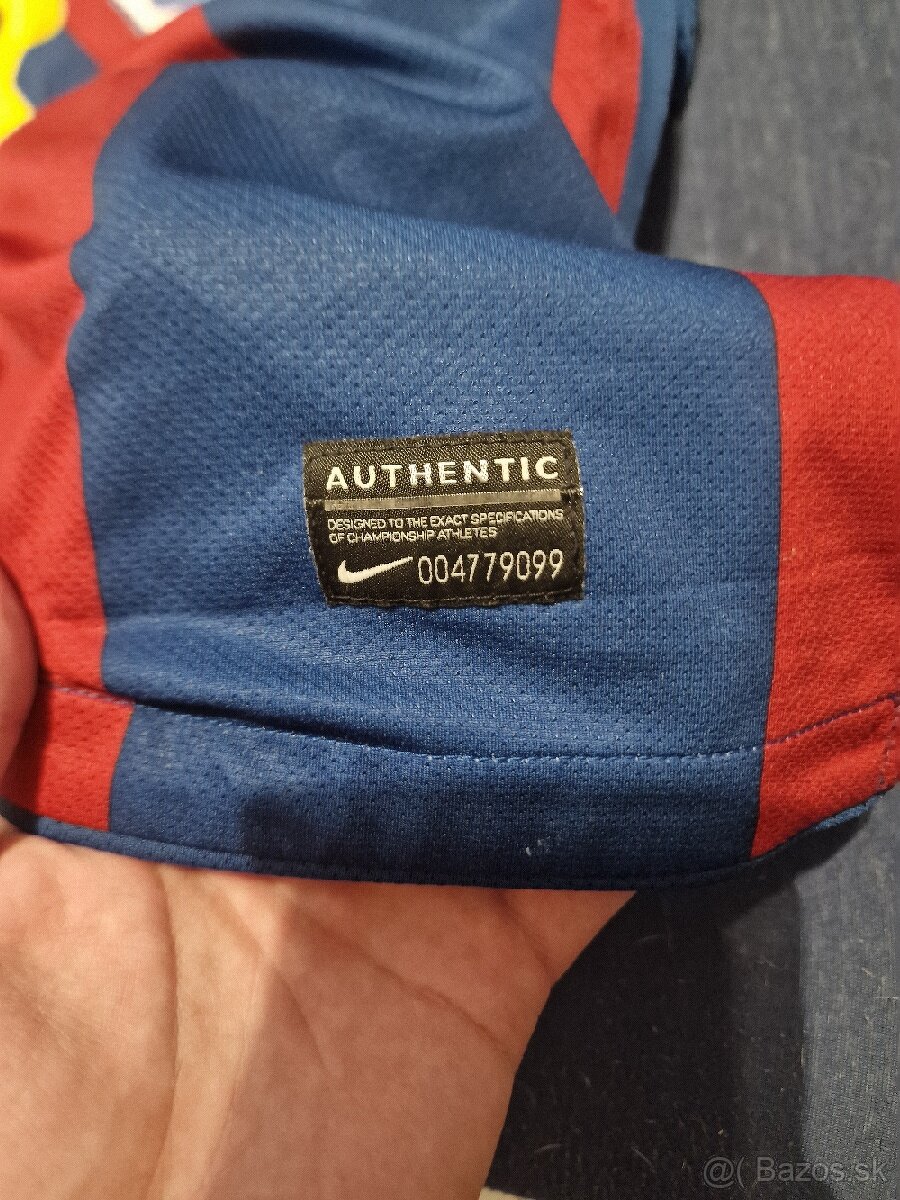 AUTHENTIC
DESIGNED TO THE EXACT SPECIFICATIONS
OF CHAMPIONSHIP ATHLETES
004779099
@( Bazos.sk